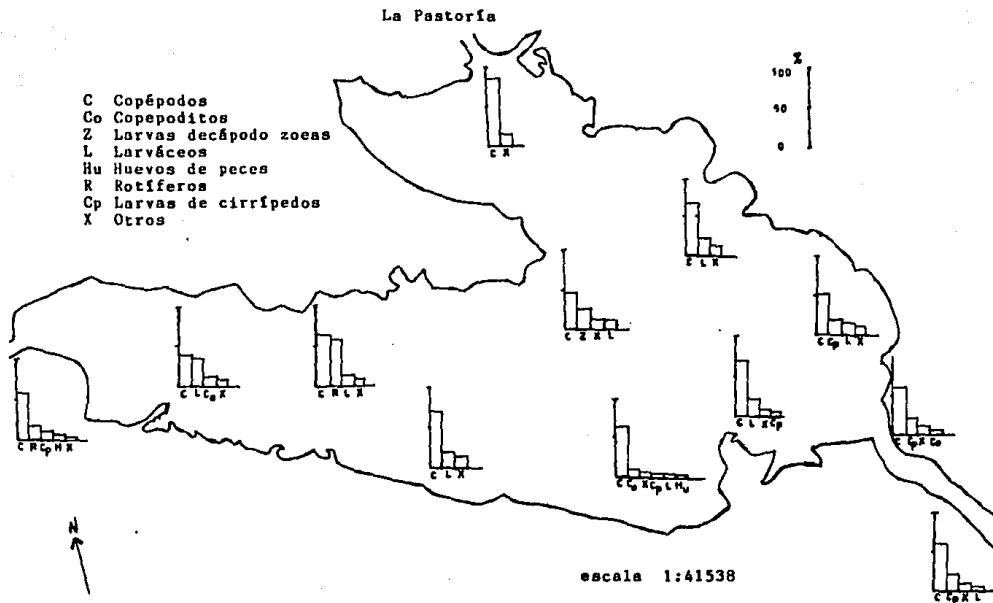 La Pastoría
C Copépodos
Co Copepoditos
Z Larvas decápodo zoeas
L Larváceos
Hu Huevos de peces
R Rotíferos
Cp Larvas de cirrípedos
X Otros
%
100
50
0
C X
C L X
C Z X L
C Cp L X
C L Co X
C R L X
C R Cp H X
C L X
C Co X Cp L Hu
C L X Cp
C Cp X Co
C Cp X L
N
escala 1:41538